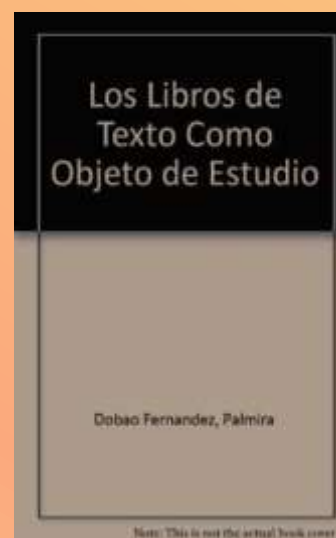 Los Libros de
Texto Como
Objeto de Estudio
Dobao Fernandez, Palmira
Note: This is not the actual book cover